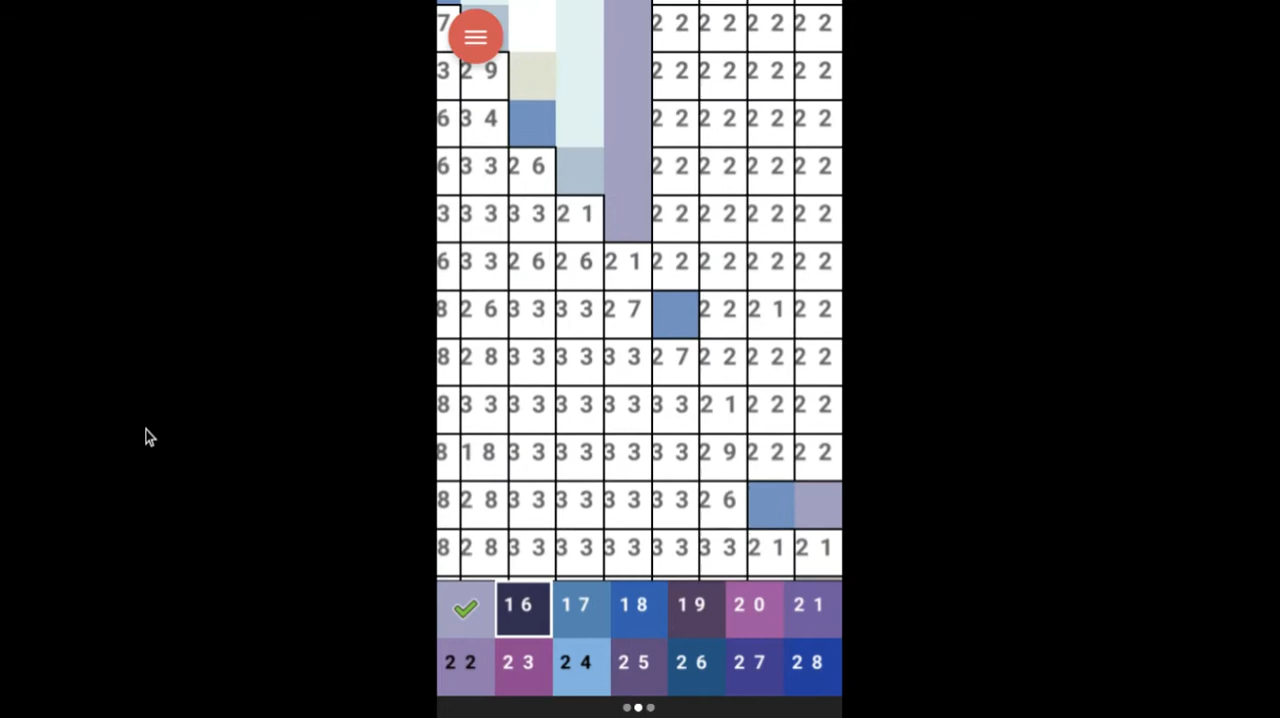 7 22 22 22 22
3 29 22 22 22 22
6 34 22 22 22 22
6 33 26 22 22 22 22
3 33 33 21 22 22 22 22
6 33 26 26 21 22 22 22 22
8 26 33 33 27 22 21 22
8 28 33 33 33 27 22 22 22
8 33 33 33 33 33 21 22 22
8 18 33 33 33 33 29 22 22
8 28 33 33 33 33 26
8 28 33 33 33 33 33 21 21
16 17 18 19 20 21
22 23 24 25 26 27 28